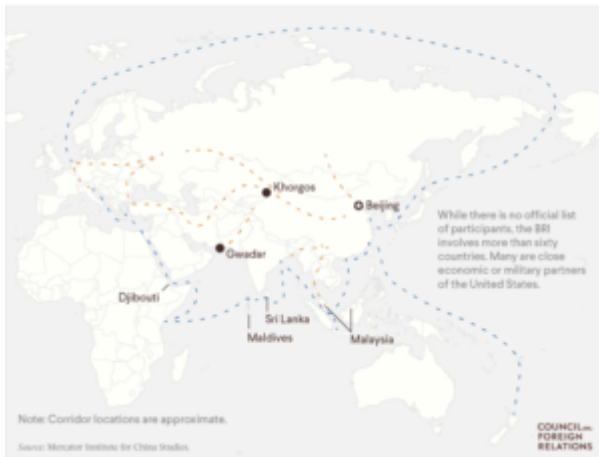 Khorgos
Beijing
While there is no official list
of participants, the BRI
involves more than sixty
countries. Many are close
economic or military partners
of the United States.
Gwadar
Djibouti
Sri Lanka
Maldives
Malaysia
Note: Corridor locations are approximate.
Source: Mercator Institute for China Studies.
COUNCIL on
FOREIGN
RELATIONS